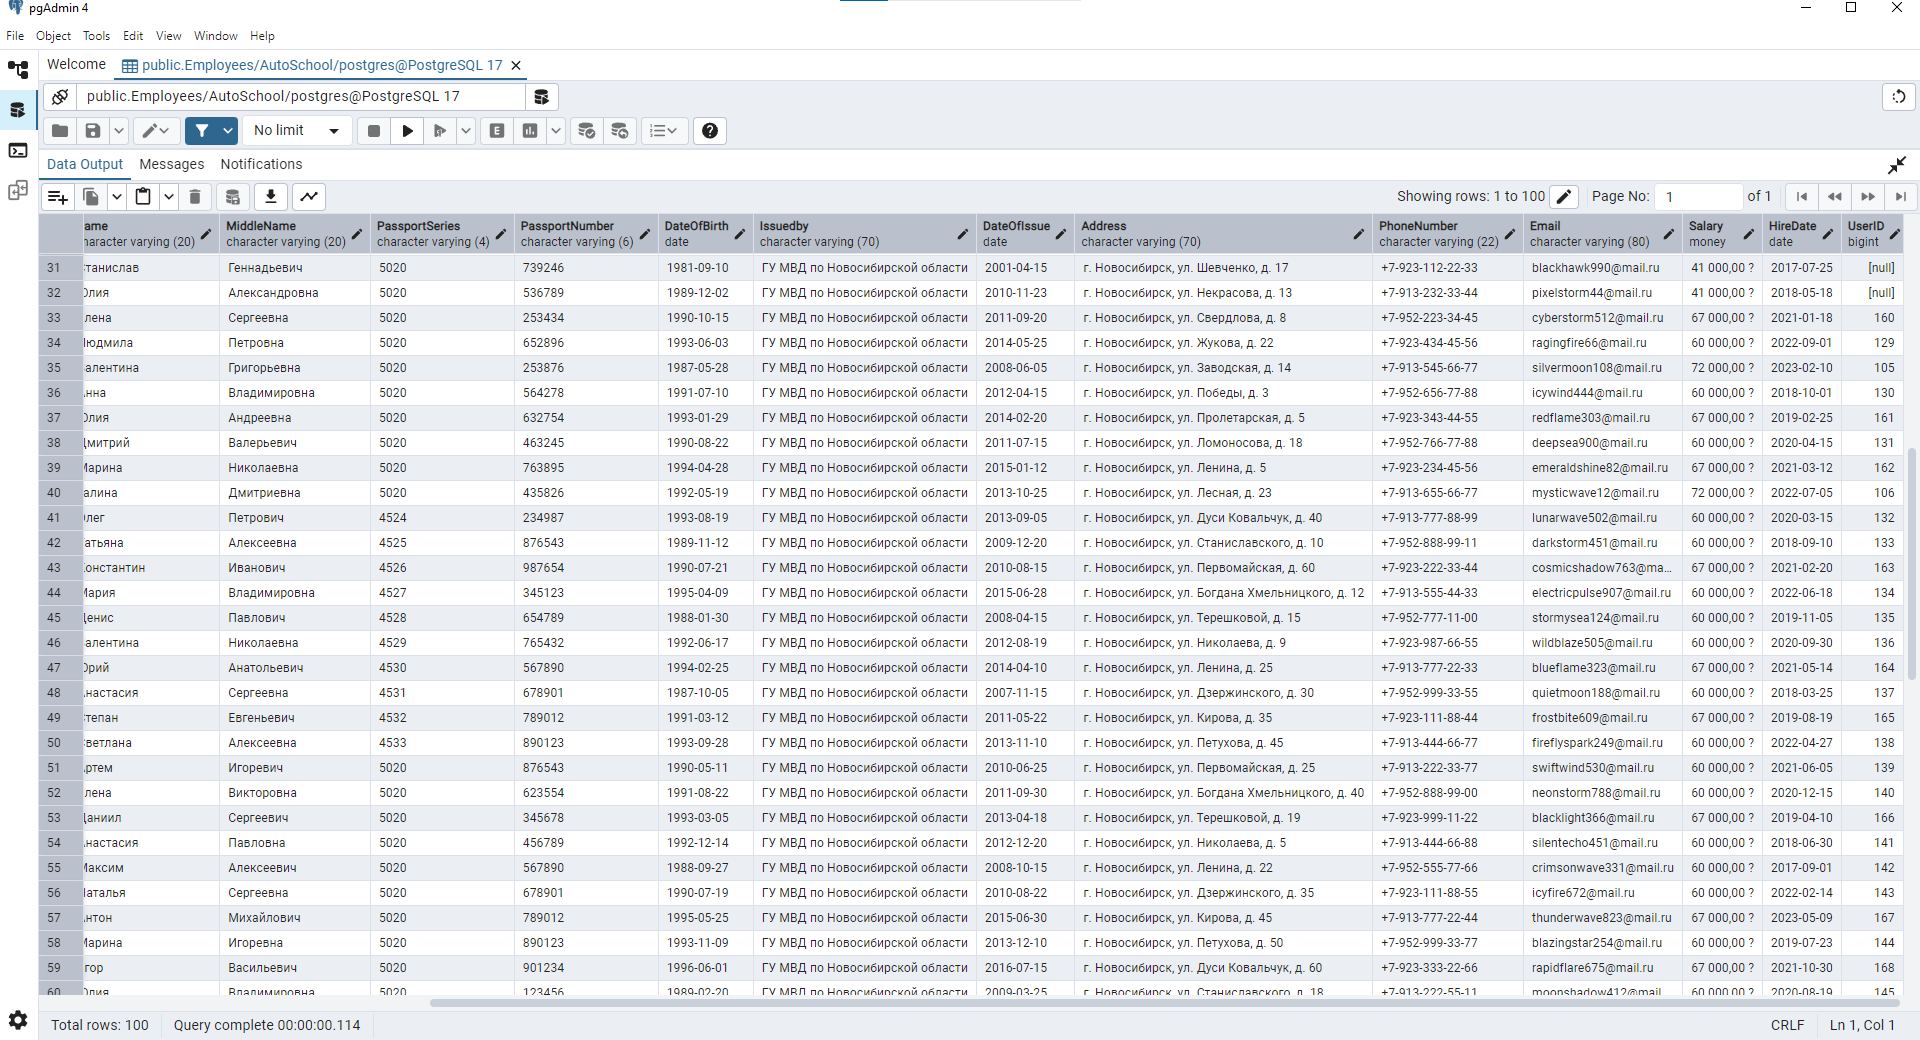 pgAdmin 4
File Object Tools Edit View Window Help
Welcome public.Employees/AutoSchool/postgres@PostgreSQL 17
public.Employees/AutoSchool/postgres@PostgreSQL 17
No limit E
Data Output Messages Notifications
Showing rows: 1 to 100 Page No: 1 of 1
ame MiddleName PassportSeries PassportNumber DateOfBirth Issuedby DateOfIssue Address PhoneNumber Email Salary HireDate UserID
character varying (20) character varying (20) character varying (4) character varying (6) date character varying (70) date character varying (70) character varying (22) character varying (80) money date bigint
31 Станислав Геннадьевич 5020 739246 1981-09-10 ГУ МВД по Новосибирской области 2001-04-15 г. Новосибирск, ул. Шевченко, д. 17 +7-923-112-22-33 blackhawk990@mail.ru 41 000,00 ? 2017-07-25 [null]
32 Юлия Александровна 5020 536789 1989-12-02 ГУ МВД по Новосибирской области 2010-11-23 г. Новосибирск, ул. Некрасова, д. 13 +7-913-232-33-44 pixelstorm44@mail.ru 41 000,00 ? 2018-05-18 [null]
33 лена Сергеевна 5020 253434 1990-10-15 ГУ МВД по Новосибирской области 2011-09-20 г. Новосибирск, ул. Свердлова, д. 8 +7-952-223-34-45 cyberstorm512@mail.ru 67 000,00 ? 2021-01-18 160
34 Людмила Петровна 5020 652896 1993-06-03 ГУ МВД по Новосибирской области 2014-05-25 г. Новосибирск, ул. Жукова, д. 22 +7-923-434-45-56 ragingfire66@mail.ru 60 000,00 ? 2022-09-01 129
35 алентина Григорьевна 5020 253876 1987-05-28 ГУ МВД по Новосибирской области 2008-06-05 г. Новосибирск, ул. Заводская, д. 14 +7-913-545-66-77 silvermoon108@mail.ru 72 000,00 ? 2023-02-10 105
36 нна Владимировна 5020 564278 1991-07-10 ГУ МВД по Новосибирской области 2012-04-15 г. Новосибирск, ул. Победы, д. 3 +7-952-656-77-88 icywind444@mail.ru 60 000,00 ? 2018-10-01 130
37 Юлия Андреевна 5020 632754 1993-01-29 ГУ МВД по Новосибирской области 2014-02-20 г. Новосибирск, ул. Пролетарская, д. 5 +7-923-343-44-55 redflame303@mail.ru 67 000,00 ? 2019-02-25 161
38 Дмитрий Валерьевич 5020 463245 1990-08-22 ГУ МВД по Новосибирской области 2011-07-15 г. Новосибирск, ул. Ломоносова, д. 18 +7-952-766-77-88 deepsea900@mail.ru 60 000,00 ? 2020-04-15 131
39 Марина Николаевна 5020 763895 1994-04-28 ГУ МВД по Новосибирской области 2015-01-12 г. Новосибирск, ул. Ленина, д. 5 +7-923-234-45-56 emeraldshine82@mail.ru 67 000,00 ? 2021-03-12 162
40 алина Дмитриевна 5020 435826 1992-05-19 ГУ МВД по Новосибирской области 2013-10-25 г. Новосибирск, ул. Лесная, д. 23 +7-913-655-66-77 mysticwave12@mail.ru 72 000,00 ? 2022-07-05 106
41 лег Петрович 4524 234987 1993-08-19 ГУ МВД по Новосибирской области 2013-09-05 г. Новосибирск, ул. Дуси Ковальчук, д. 40 +7-913-777-88-99 lunarwave502@mail.ru 60 000,00 ? 2020-03-15 132
42 атьяна Алексеевна 4525 876543 1989-11-12 ГУ МВД по Новосибирской области 2009-12-20 г. Новосибирск, ул. Станиславского, д. 10 +7-952-888-99-11 darkstorm451@mail.ru 60 000,00 ? 2018-09-10 133
43 онстантин Иванович 4526 987654 1990-07-21 ГУ МВД по Новосибирской области 2010-08-15 г. Новосибирск, ул. Первомайская, д. 60 +7-923-222-33-44 cosmicshadow763@ma... 67 000,00 ? 2021-02-20 163
44 Мария Владимировна 4527 345123 1995-04-09 ГУ МВД по Новосибирской области 2015-06-28 г. Новосибирск, ул. Богдана Хмельницкого, д. 12 +7-913-555-44-33 electricpulse907@mail.ru 60 000,00 ? 2022-06-18 134
45 Денис Павлович 4528 654789 1988-01-30 ГУ МВД по Новосибирской области 2008-04-15 г. Новосибирск, ул. Терешковой, д. 15 +7-952-777-11-00 stormysea124@mail.ru 60 000,00 ? 2019-11-05 135
46 алентина Николаевна 4529 765432 1992-06-17 ГУ МВД по Новосибирской области 2012-08-19 г. Новосибирск, ул. Николаева, д. 9 +7-923-987-66-55 wildblaze505@mail.ru 60 000,00 ? 2020-09-30 136
47 Юрий Анатольевич 4530 567890 1994-02-25 ГУ МВД по Новосибирской области 2014-04-10 г. Новосибирск, ул. Ленина, д. 25 +7-913-777-22-33 blueflame323@mail.ru 67 000,00 ? 2021-05-14 164
48 настасия Сергеевна 4531 678901 1987-10-05 ГУ МВД по Новосибирской области 2007-11-15 г. Новосибирск, ул. Дзержинского, д. 30 +7-952-999-33-55 quietmoon188@mail.ru 60 000,00 ? 2018-03-25 137
49 Степан Евгеньевич 4532 789012 1991-03-12 ГУ МВД по Новосибирской области 2011-05-22 г. Новосибирск, ул. Кирова, д. 35 +7-923-111-88-44 frostbite609@mail.ru 67 000,00 ? 2019-08-19 165
50 Светлана Алексеевна 4533 890123 1993-09-28 ГУ МВД по Новосибирской области 2013-11-10 г. Новосибирск, ул. Петухова, д. 45 +7-913-444-66-77 fireflyspark249@mail.ru 60 000,00 ? 2022-04-27 138
51 ртем Игоревич 5020 876543 1990-05-11 ГУ МВД по Новосибирской области 2010-06-25 г. Новосибирск, ул. Первомайская, д. 25 +7-913-222-33-77 swiftwind530@mail.ru 60 000,00 ? 2021-06-05 139
52 лена Викторовна 5020 623554 1991-08-22 ГУ МВД по Новосибирской области 2011-09-30 г. Новосибирск, ул. Богдана Хмельницкого, д. 40 +7-952-888-99-00 neonstorm788@mail.ru 60 000,00 ? 2020-12-15 140
53 Даниил Сергеевич 5020 345678 1993-03-05 ГУ МВД по Новосибирской области 2013-04-18 г. Новосибирск, ул. Терешковой, д. 19 +7-923-999-11-22 blacklight366@mail.ru 67 000,00 ? 2019-04-10 166
54 настасия Павловна 5020 456789 1992-12-14 ГУ МВД по Новосибирской области 2012-12-20 г. Новосибирск, ул. Николаева, д. 5 +7-913-444-66-88 silentecho451@mail.ru 60 000,00 ? 2018-06-30 141
55 Максим Алексеевич 5020 567890 1988-09-27 ГУ МВД по Новосибирской области 2008-10-15 г. Новосибирск, ул. Ленина, д. 22 +7-952-555-77-66 crimsonwave331@mail.ru 60 000,00 ? 2017-09-01 142
56 Наталья Сергеевна 5020 678901 1990-07-19 ГУ МВД по Новосибирской области 2010-08-22 г. Новосибирск, ул. Дзержинского, д. 35 +7-923-111-88-55 icyfire672@mail.ru 60 000,00 ? 2022-02-14 143
57 нтон Михайлович 5020 789012 1995-05-25 ГУ МВД по Новосибирской области 2015-06-30 г. Новосибирск, ул. Кирова, д. 45 +7-913-777-22-44 thunderwave823@mail.ru 67 000,00 ? 2023-05-09 167
58 Марина Игоревна 5020 890123 1993-11-09 ГУ МВД по Новосибирской области 2013-12-10 г. Новосибирск, ул. Петухова, д. 50 +7-952-999-33-77 blazingstar254@mail.ru 60 000,00 ? 2019-07-23 144
59 гор Васильевич 5020 901234 1996-06-01 ГУ МВД по Новосибирской области 2016-07-15 г. Новосибирск, ул. Дуси Ковальчук, д. 60 +7-923-333-22-66 rapidflare675@mail.ru 67 000,00 ? 2021-10-30 168
60 Юлия Владимировна 5020 123456 1989-02-20 ГУ МВД по Новосибирской области 2009-03-25 г. Новосибирск, ул. Станиславского, д. 18 +7-913-222-55-11 moonshadow412@mail.ru 60 000,00 ? 2020-08-19 145
Total rows: 100 Query complete 00:00:00.114 CRLF Ln 1, Col 1